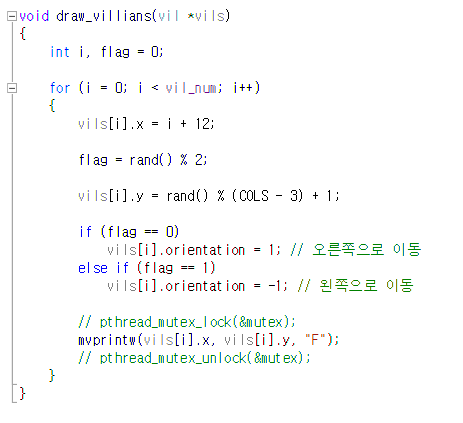 void draw_villians(vil *vils)
{
int i, flag = 0;
for (i = 0; i < vil_num; i++)
{
vils[i].x = i + 12;
flag = rand() % 2;
vils[i].y = rand() % (COLS - 3) + 1;
if (flag == 0)
vils[i].orientation = 1; // 오른쪽으로 이동
else if (flag == 1)
vils[i].orientation = -1; // 왼쪽으로 이동
// pthread_mutex_lock(&mutex);
mvprintw(vils[i].x, vils[i].y, "F");
// pthread_mutex_unlock(&mutex);
}
}